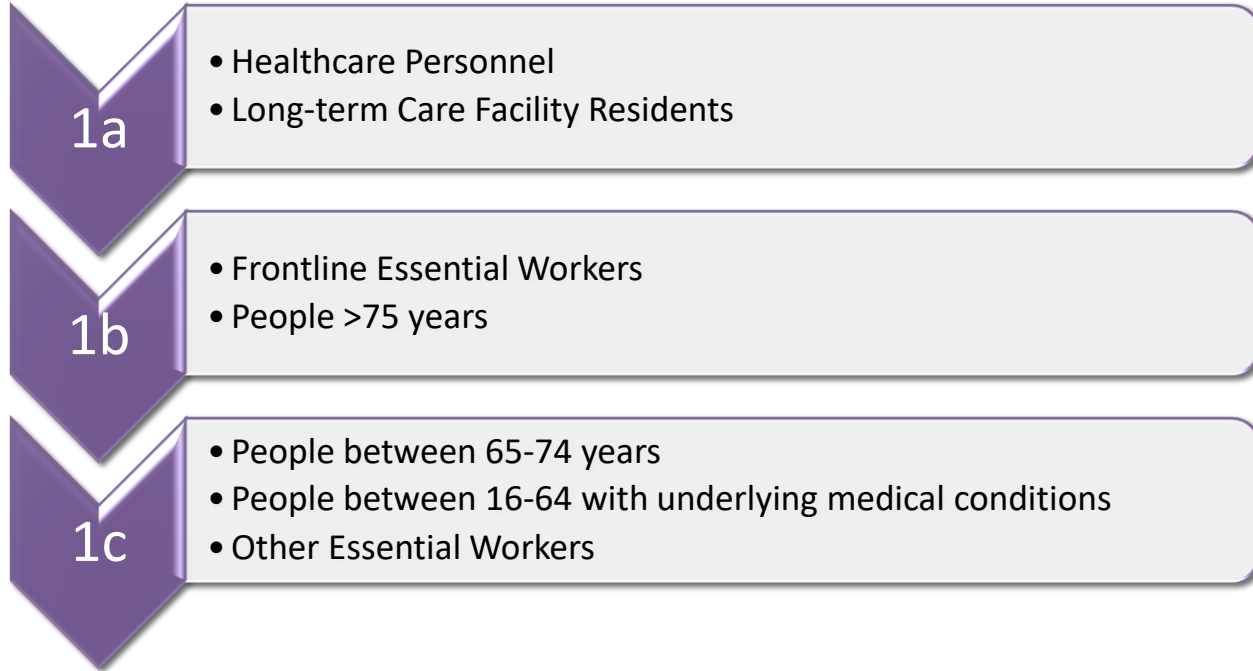 1a
• Healthcare Personnel
• Long-term Care Facility Residents
1b
• Frontline Essential Workers
• People >75 years
1c
• People between 65-74 years
• People between 16-64 with underlying medical conditions
• Other Essential Workers